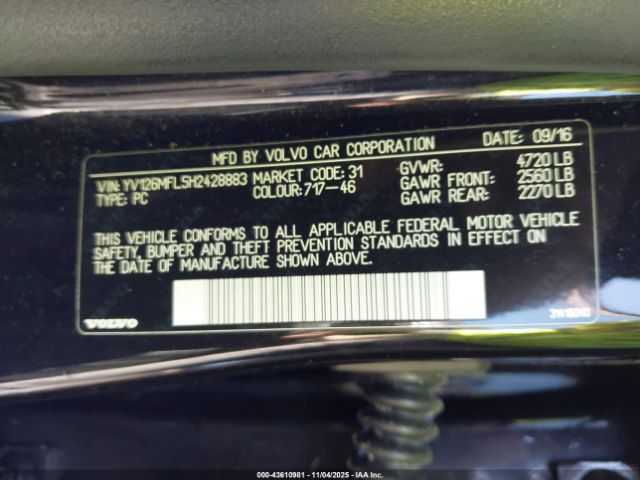 MFD BY VOLVO CAR CORPORATION DATE: 09/16
VIN: YV126MFL5H2428883 MARKET CODE: 31 GVWR: 4720 LB
TYPE: PC COLOUR: 717-46 GAWR FRONT: 2560 LB
GAWR REAR: 2270 LB
THIS VEHICLE CONFORMS TO ALL APPLICABLE FEDERAL MOTOR VEHICLE
SAFETY, BUMPER AND THEFT PREVENTION STANDARDS IN EFFECT ON
THE DATE OF MANUFACTURE SHOWN ABOVE.
VOLVO
000-43610981 - 11/04/2025 - IAAI Corp.